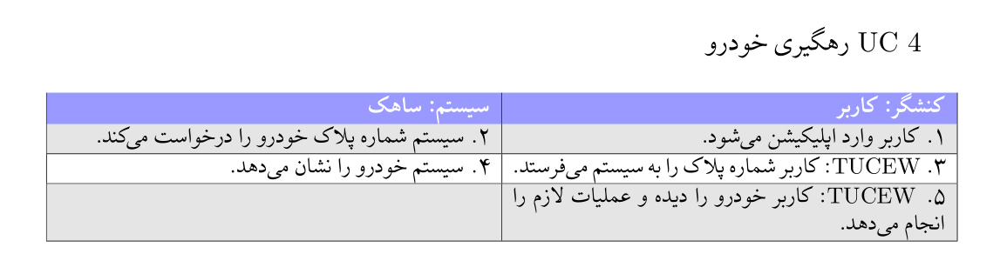 UC 4 رهگیری خودرو
کنشگر: کاربر
سیستم: ساهک
۱. کاربر وارد اپلیکیشن می‌شود.
۲. سیستم شماره پلاک خودرو را درخواست می‌کند.
۳. TUCEW: کاربر شماره پلاک را به سیستم می‌فرستد.
۴. سیستم خودرو را نشان می‌دهد.
۵. TUCEW: کاربر خودرو را دیده و عملیات لازم را
انجام می‌دهد.